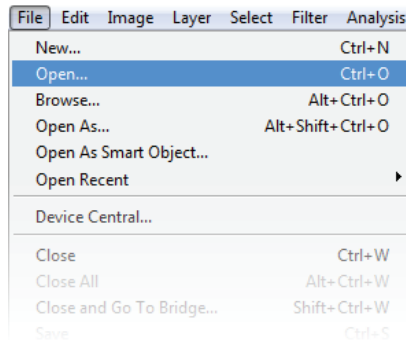 File Edit Image Layer Select Filter Analysis
New... Ctrl+N
Open... Ctrl+O
Browse... Alt+Ctrl+O
Open As... Alt+Shift+Ctrl+O
Open As Smart Object...
Open Recent
Device Central...
Close Ctrl+W
Close All Alt+Ctrl+W
Close and Go To Bridge... Shift+Ctrl+W
Save Ctrl+S